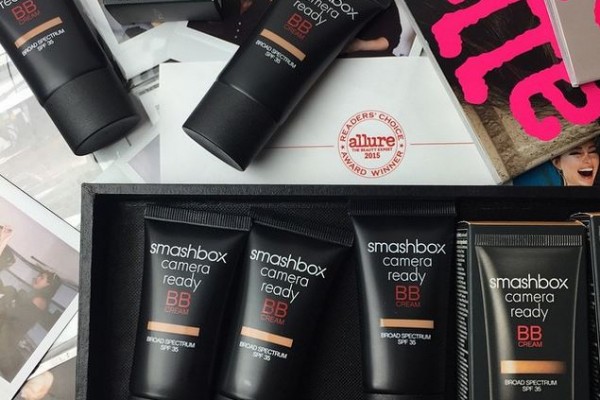 ready
BB
CREAM
BROAD SPECTRUM
SPF 35
smashbox
camera
ready
BB
CREAM
BROAD SPECTRUM
SPF 35
READERS' CHOICE
allure
THE BEAUTY EXPERT
2015
AWARD WINNER
smashbox
camera
ready
BB
CREAM
BROAD SPECTRUM
SPF 35
smashbox
camera
ready
BB
CREAM
BROAD SPECTRUM
SPF 35
smashbox
camera
ready
BB
CREAM
BROAD SPECTRUM
SPF 35
smashbox
camera
ready
BB
CREAM
BROAD SPECTRUM
SPF 35